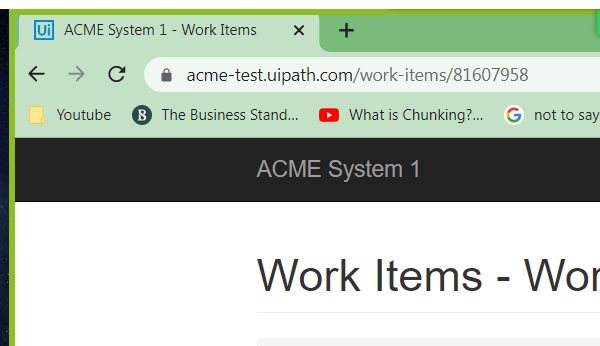 Ui ACME System 1 - Work Items
acme-test.uipath.com/work-items/81607958
Youtube B The Business Stand... What is Chunking?... G not to say
ACME System 1
Work Items - Wor